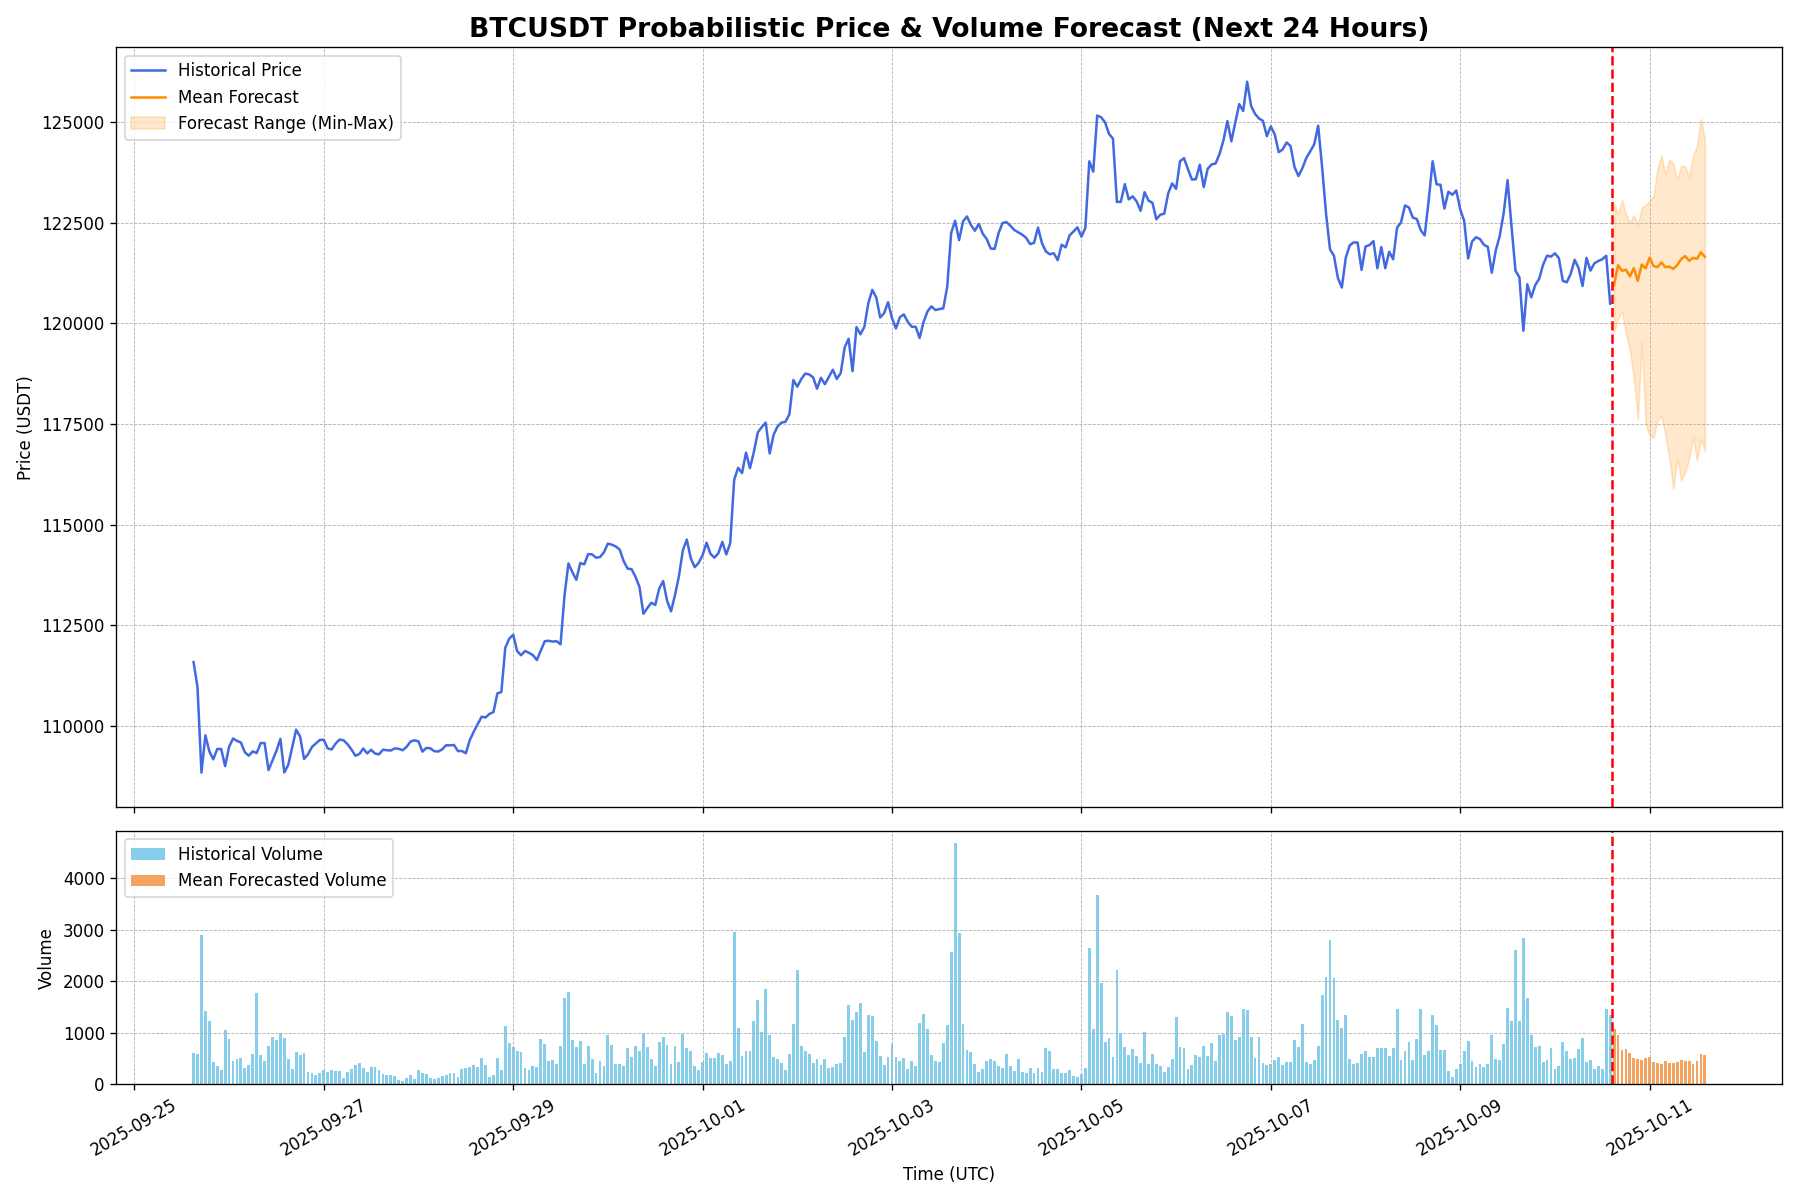 BTCUSDT Probabilistic Price & Volume Forecast (Next 24 Hours)
Historical Price
Mean Forecast
Forecast Range (Min-Max)
125000
122500
120000
117500
115000
112500
110000
Price (USDT)
Historical Volume
Mean Forecasted Volume
4000
3000
2000
1000
0
Volume
2025-09-25
2025-09-27
2025-09-29
2025-10-01
2025-10-03
2025-10-05
2025-10-07
2025-10-09
2025-10-11
Time (UTC)